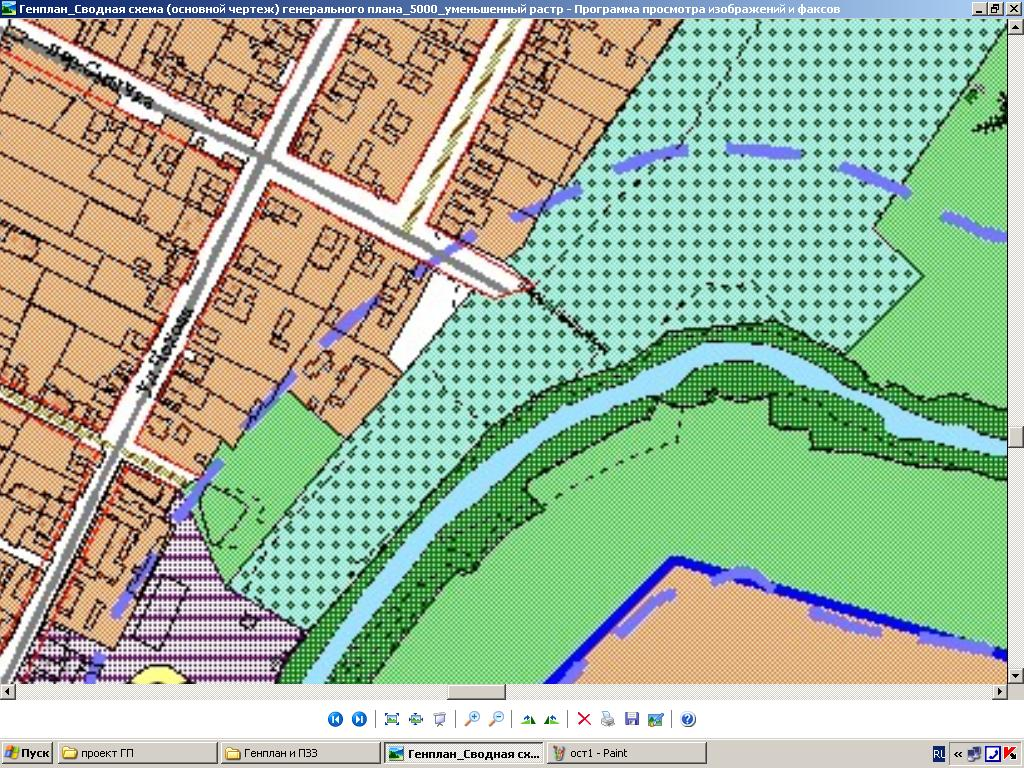 Генплан_Сводная схема (основной чертеж) генерального плана_5000_уменьшенный растр - Программа просмотра изображений и факсов
Пуск
проект ГП
Генплан и ПЗЗ
Генплан_Сводная сх...
ост1 - Paint
RL